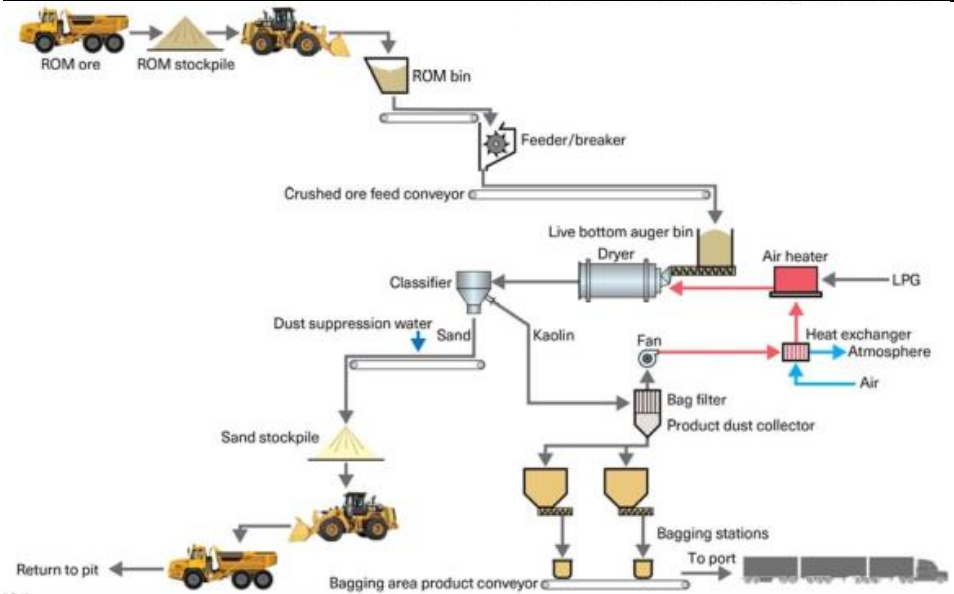 ROM ore
ROM stockpile
ROM bin
Feeder/breaker
Crushed ore feed conveyor
Live bottom auger bin
Dryer
Air heater
Classifier
LPG
Dust suppression water
Sand
Kaolin
Fan
Heat exchanger
Atmosphere
Air
Bag filter
Product dust collector
Sand stockpile
Bagging stations
To port
Return to pit
Bagging area product conveyor